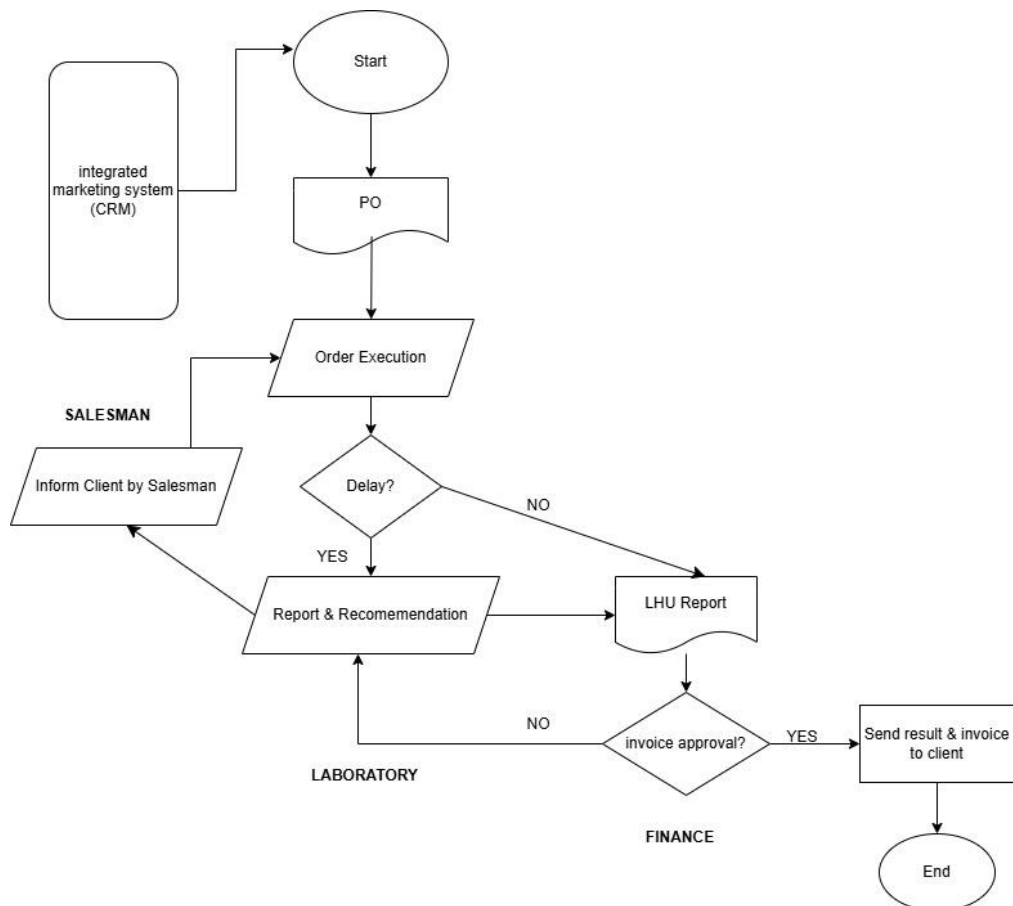 Start
integrated
marketing system
(CRM)
PO
Order Execution
SALESMAN
Inform Client by Salesman
Delay?
NO
YES
Report & Recomemendation
LHU Report
NO
invoice approval?
YES
Send result & invoice
to client
LABORATORY
FINANCE
End